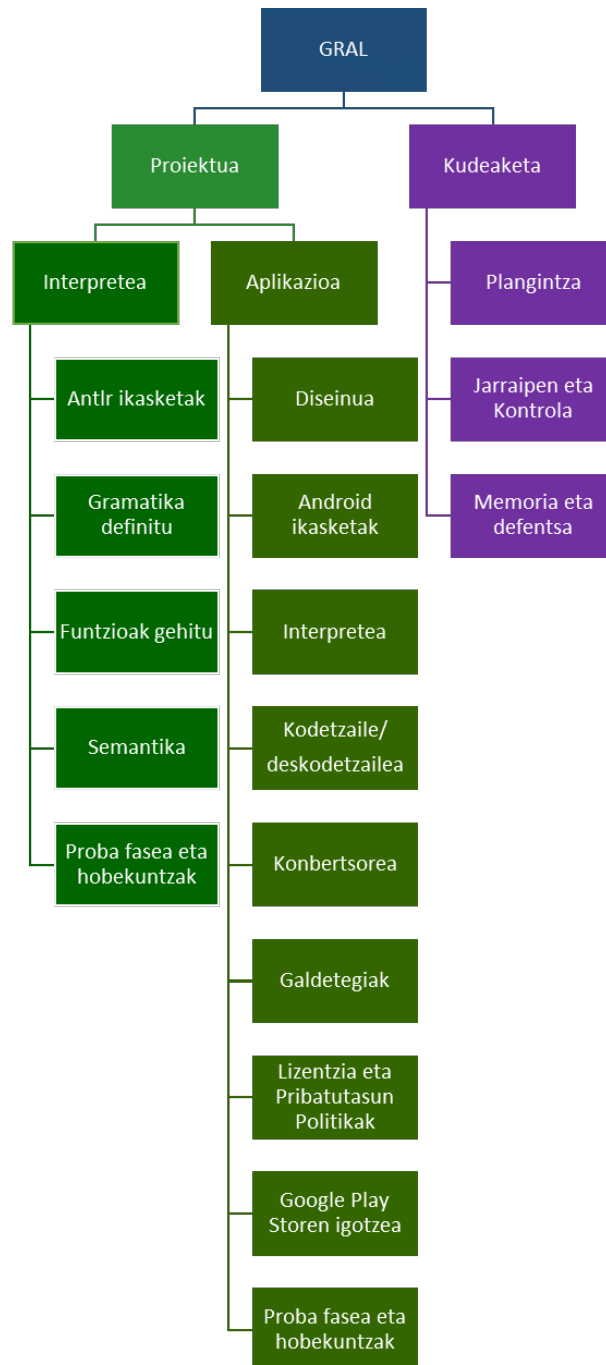 GRAL
Proiektua
Kudeaketa
Interpretea
Aplikazioa
Plangintza
Antlr ikasketak
Diseinua
Jarraipen eta
Kontrola
Gramatika
definitu
Android
ikasketak
Memoria eta
defentsa
Funtzioak gehitu
Interpretea
Semantika
Kodetzaile/
deskodetzailea
Proba fasea eta
hobekuntzak
Konbertsorea
Galdetegiak
Lizentzia eta
Pribatutasun
Politikak
Google Play
Storen igotzea
Proba fasea eta
hobekuntzak